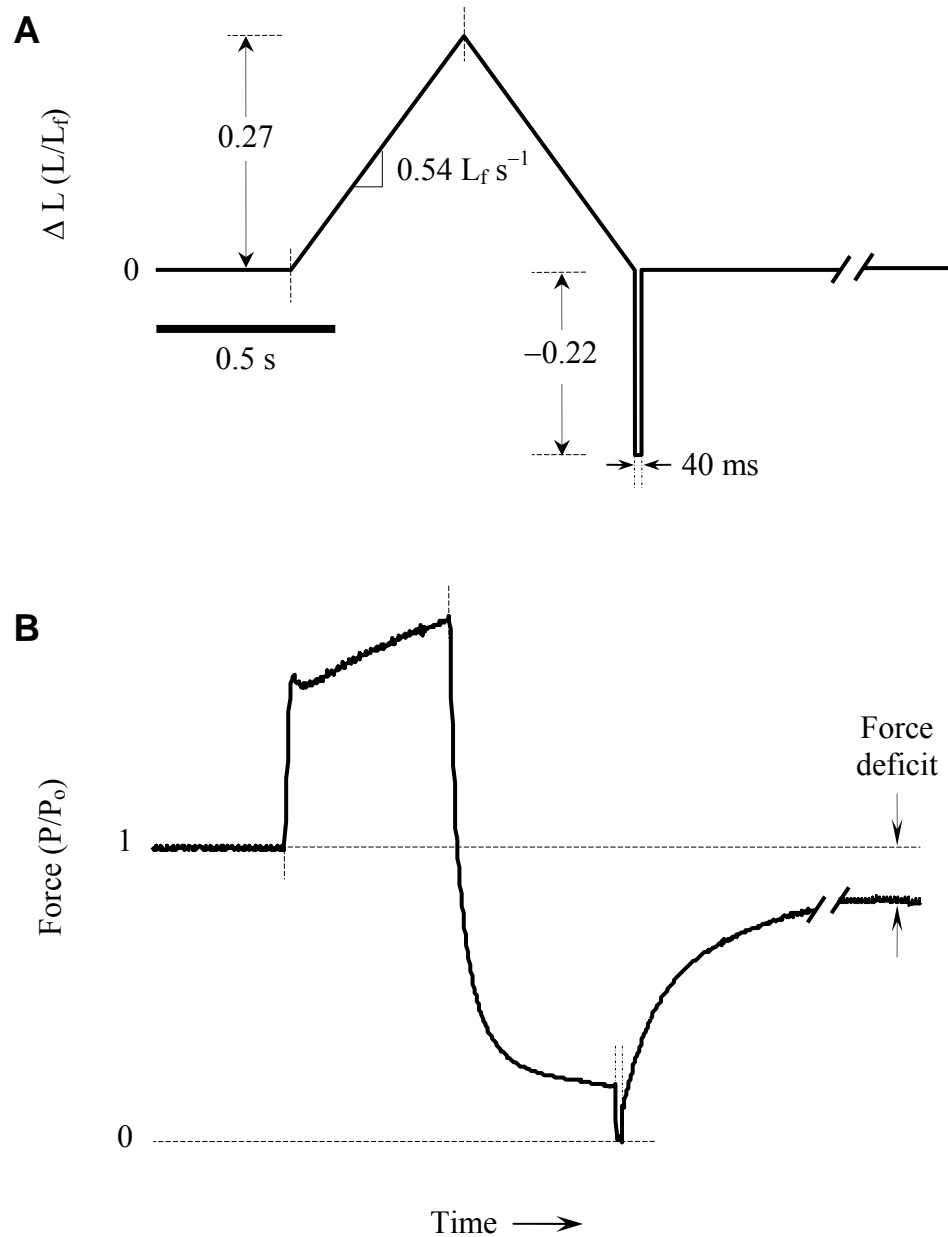 A
Δ L (L/Lf)
0.27
0.54 Lf s⁻¹
0
0.5 s
−0.22
40 ms
B
Force (P/Po)
Force
deficit
1
0
Time